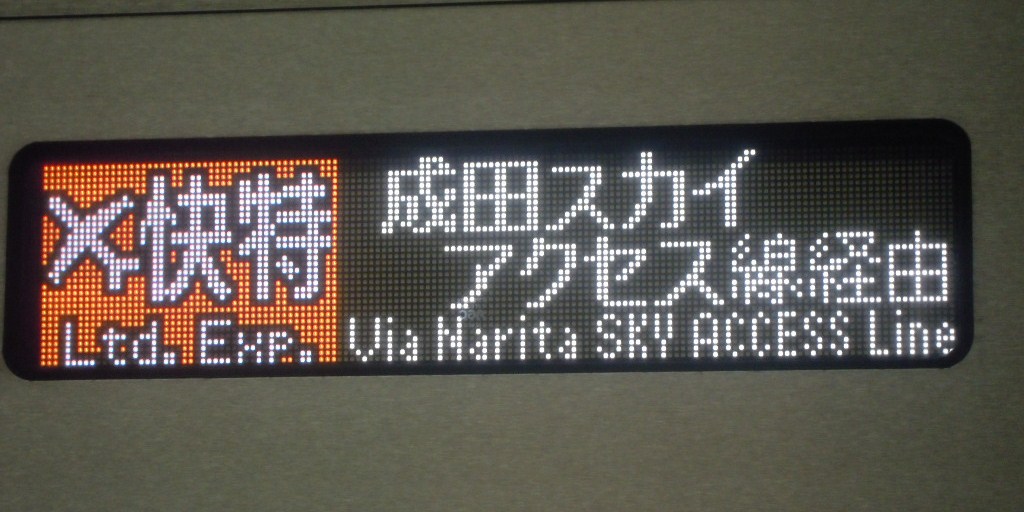 快特
Ltd. Exp.
成田スカイ
アクセス線経由
Via Narita SKY ACCESS Line